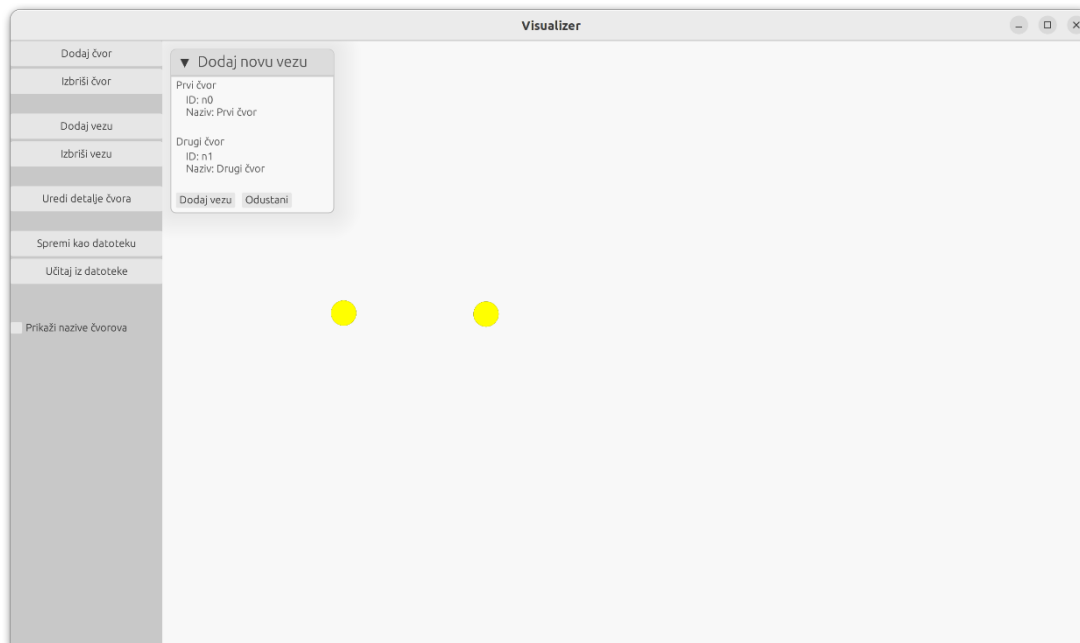 Visualizer
Dodaj čvor
Izbriši čvor
Dodaj vezu
Izbriši vezu
Uredi detalje čvora
Spremi kao datoteku
Učitaj iz datoteke
Prikaži nazive čvorova
Dodaj novu vezu
Prvi čvor
ID: n0
Naziv: Prvi čvor
Drugi čvor
ID: n1
Naziv: Drugi čvor
Dodaj vezu Odustani